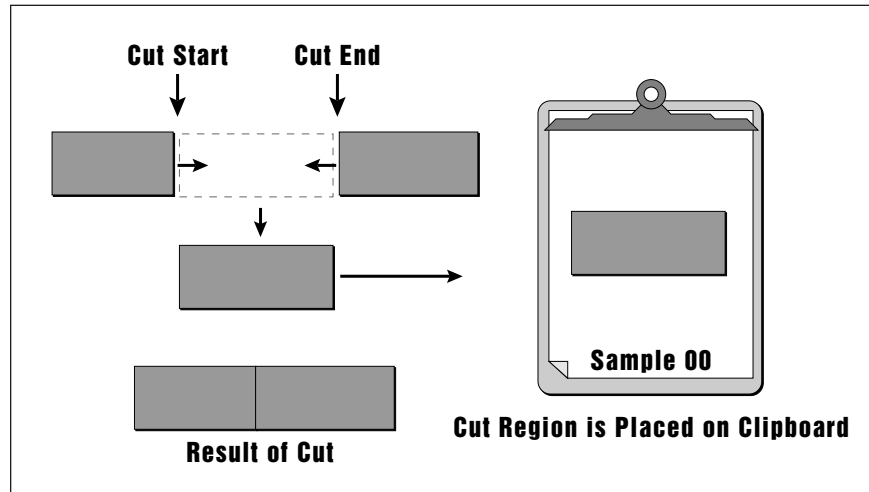 Cut Start
Cut End
Sample 00
Cut Region is Placed on Clipboard
Result of Cut